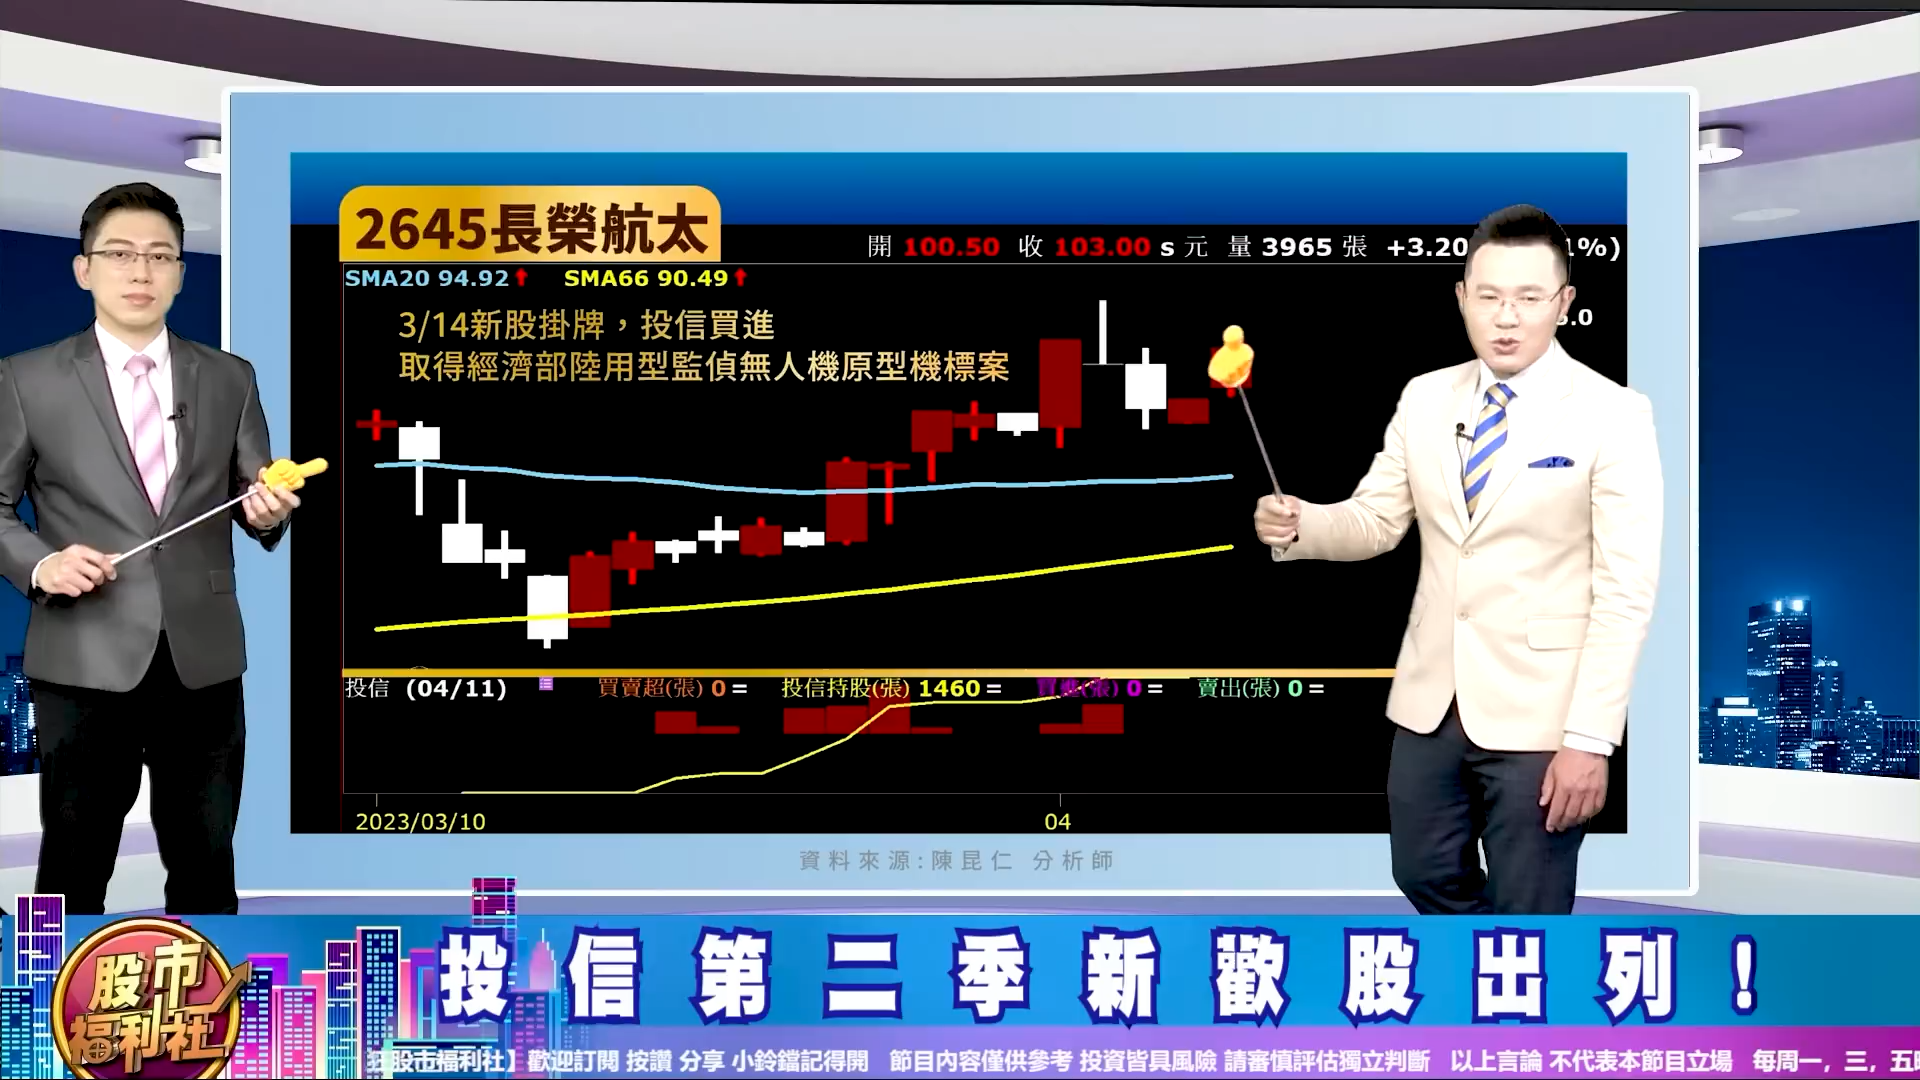 2645長榮航太
開 100.50 收 103.00 s 元 量 3965 張 +3.20 1%)
SMA20 94.92↑ SMA66 90.49↑
3/14新股掛牌，投信買進
取得經濟部陸用型監偵無人機原型機標案
5.0
投信 (04/11) 買賣超(張) 0 = 投信持股(張) 1460 = 買進(張) 0 = 賣出(張) 0 =
2023/03/10 04
資料來源:陳昆仁 分析師
投信第二季新歡股出列！
股市
福利社
股市福利社】歡迎訂閱 按讚 分享 小鈴鐺記得開 節目內容僅供參考 投資皆具風險 請審慎評估獨立判斷 以上言論 不代表本節目立場 每周一，三，五